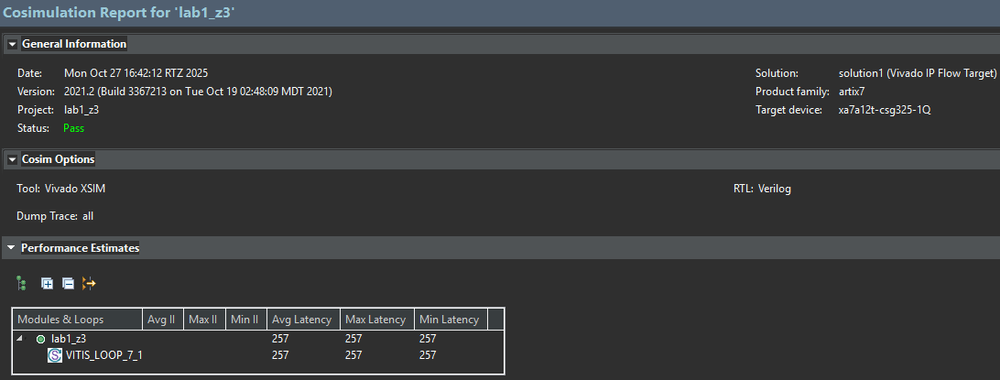 Cosimulation Report for 'lab1_z3'
General Information
Date: Mon Oct 27 16:42:12 RTZ 2025 Solution: solution1 (Vivado IP Flow Target)
Version: 2021.2 (Build 3367213 on Tue Oct 19 02:48:09 MDT 2021) Product family: artix7
Project: lab1_z3 Target device: xa7a12t-csg325-1Q
Status: Pass
Cosim Options
Tool: Vivado XSIM RTL: Verilog
Dump Trace: all
Performance Estimates
Modules & Loops Avg II Max II Min II Avg Latency Max Latency Min Latency
lab1_z3 257 257 257
VITIS_LOOP_7_1 257 257 257